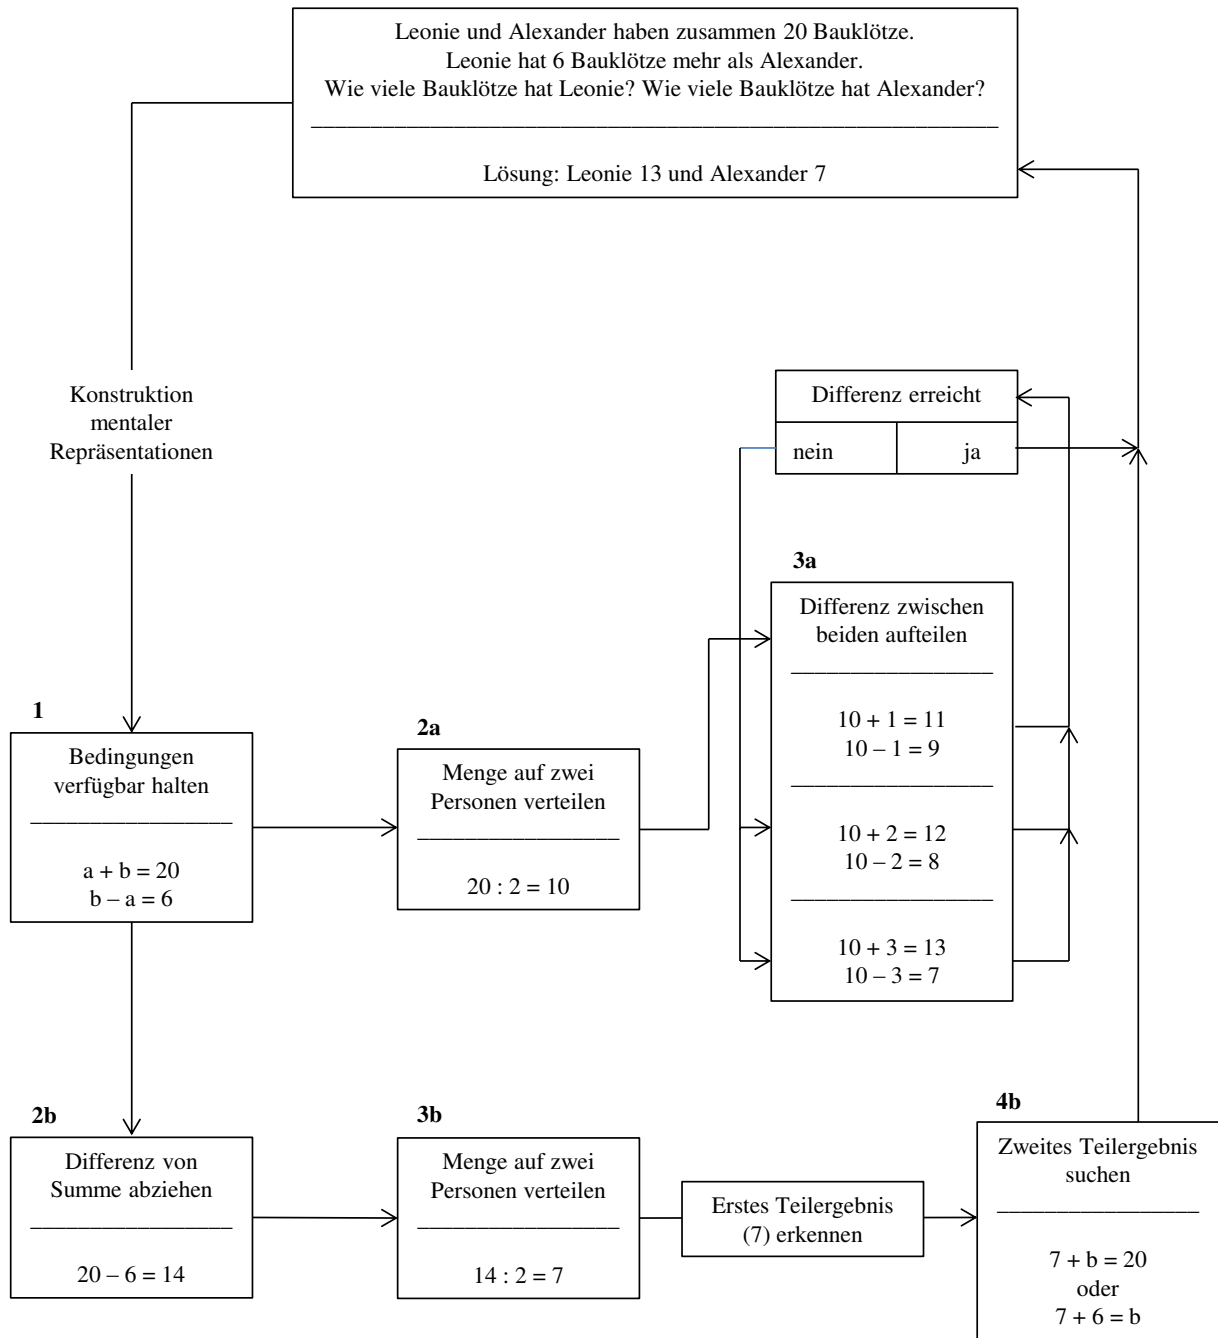 Leonie und Alexander haben zusammen 20 Bauklötze.
Leonie hat 6 Bauklötze mehr als Alexander.
Wie viele Bauklötze hat Leonie? Wie viele Bauklötze hat Alexander?
Lösung: Leonie 13 und Alexander 7
Konstruktion
mentaler
Repräsentationen
Differenz erreicht
nein
ja
1
Bedingungen
verfügbar halten
a + b = 20
b – a = 6
2a
Menge auf zwei
Personen verteilen
20 : 2 = 10
3a
Differenz zwischen
beiden aufteilen
10 + 1 = 11
10 – 1 = 9
10 + 2 = 12
10 – 2 = 8
10 + 3 = 13
10 – 3 = 7
2b
Differenz von
Summe abziehen
20 – 6 = 14
3b
Menge auf zwei
Personen verteilen
14 : 2 = 7
Erstes Teilergebnis
(7) erkennen
4b
Zweites Teilergebnis
suchen
7 + b = 20
oder
7 + 6 = b